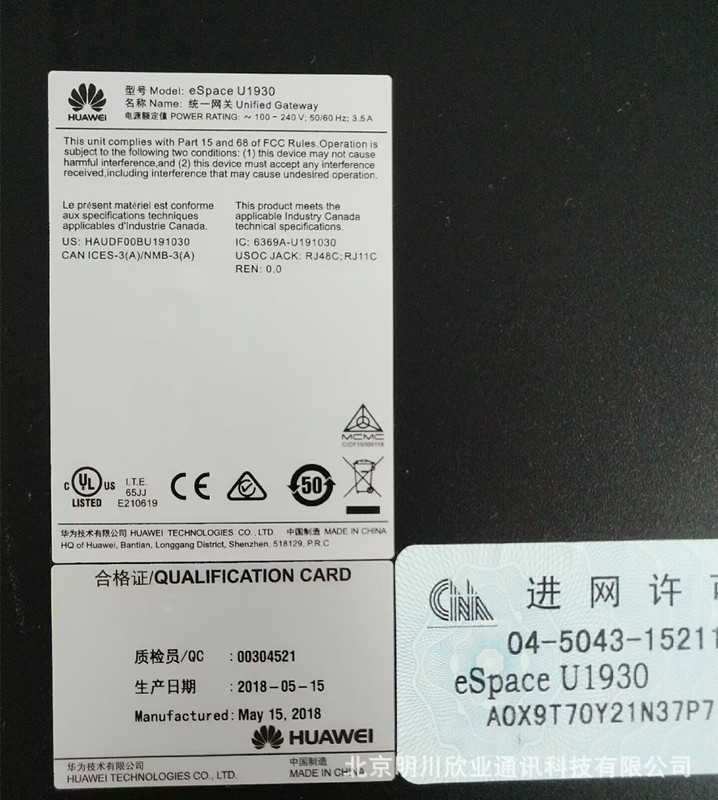 HUAWEI
型号 Model: eSpace U1930
名称 Name: 统一网关 Unified Gateway
电源额定值 POWER RATING: ～ 100 - 240 V; 50/60 Hz; 3.5 A
This unit complies with Part 15 and 68 of FCC Rules.Operation is
subject to the following two conditions: (1) this device may not cause
harmful interference,and (2) this device must accept any interference
received,including interference that may cause undesired operation.
Le présent matériel est conforme
aux specifications techniques
applicables d'Industrie Canada.
US: HAUDF00BU191030
CAN ICES-3(A)/NMB-3(A)
This product meets the
applicable Industry Canada
technical specifications.
IC: 6369A-U191030
USOC JACK: RJ48C; RJ11C
REN: 0.0
MCMC
CIDF15000118
C UL US
LISTED
I.T.E.
65JJ
E210619
CE
50
华为技术有限公司 HUAWEI TECHNOLOGIES CO., LTD. 中国制造 MADE IN CHINA
HQ of Huawei, Bantian, Longgang District, Shenzhen, 518129, P.R.C
合格证/QUALIFICATION CARD
质检员/QC : 00304521
生产日期 : 2018-05-15
Manufactured: May 15, 2018
HUAWEI
华为技术有限公司
HUAWEI TECHNOLOGIES CO., LTD.
中国制造
MADE IN CHINA
CNA
进网许可
04-5043-15211
eSpace U1930
A0X9T70Y21N37P7
北京明川欣业通讯科技有限公司